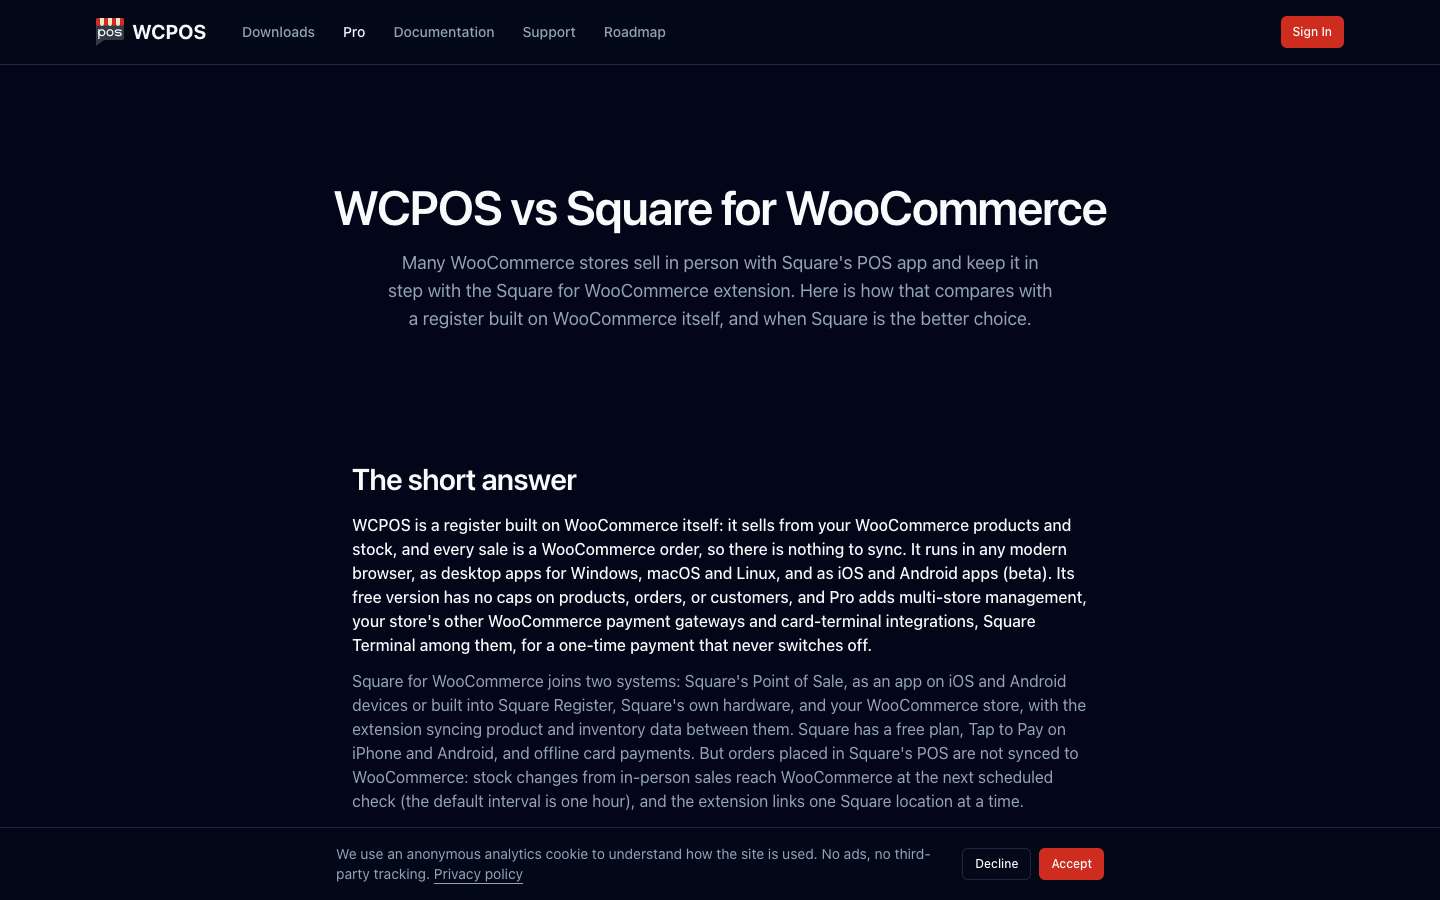 pos WCPOS Downloads Pro Documentation Support Roadmap Sign In
WCPOS vs Square for WooCommerce
Many WooCommerce stores sell in person with Square's POS app and keep it in
step with the Square for WooCommerce extension. Here is how that compares with
a register built on WooCommerce itself, and when Square is the better choice.
The short answer
WCPOS is a register built on WooCommerce itself: it sells from your WooCommerce products and
stock, and every sale is a WooCommerce order, so there is nothing to sync. It runs in any modern
browser, as desktop apps for Windows, macOS and Linux, and as iOS and Android apps (beta). Its
free version has no caps on products, orders, or customers, and Pro adds multi-store management,
your store's other WooCommerce payment gateways and card-terminal integrations, Square
Terminal among them, for a one-time payment that never switches off.
Square for WooCommerce joins two systems: Square's Point of Sale, as an app on iOS and Android
devices or built into Square Register, Square's own hardware, and your WooCommerce store, with the
extension syncing product and inventory data between them. Square has a free plan, Tap to Pay on
iPhone and Android, and offline card payments. But orders placed in Square's POS are not synced to
WooCommerce: stock changes from in-person sales reach WooCommerce at the next scheduled
check (the default interval is one hour), and the extension links one Square location at a time.
We use an anonymous analytics cookie to understand how the site is used. No ads, no third-
party tracking. Privacy policy
Decline Accept